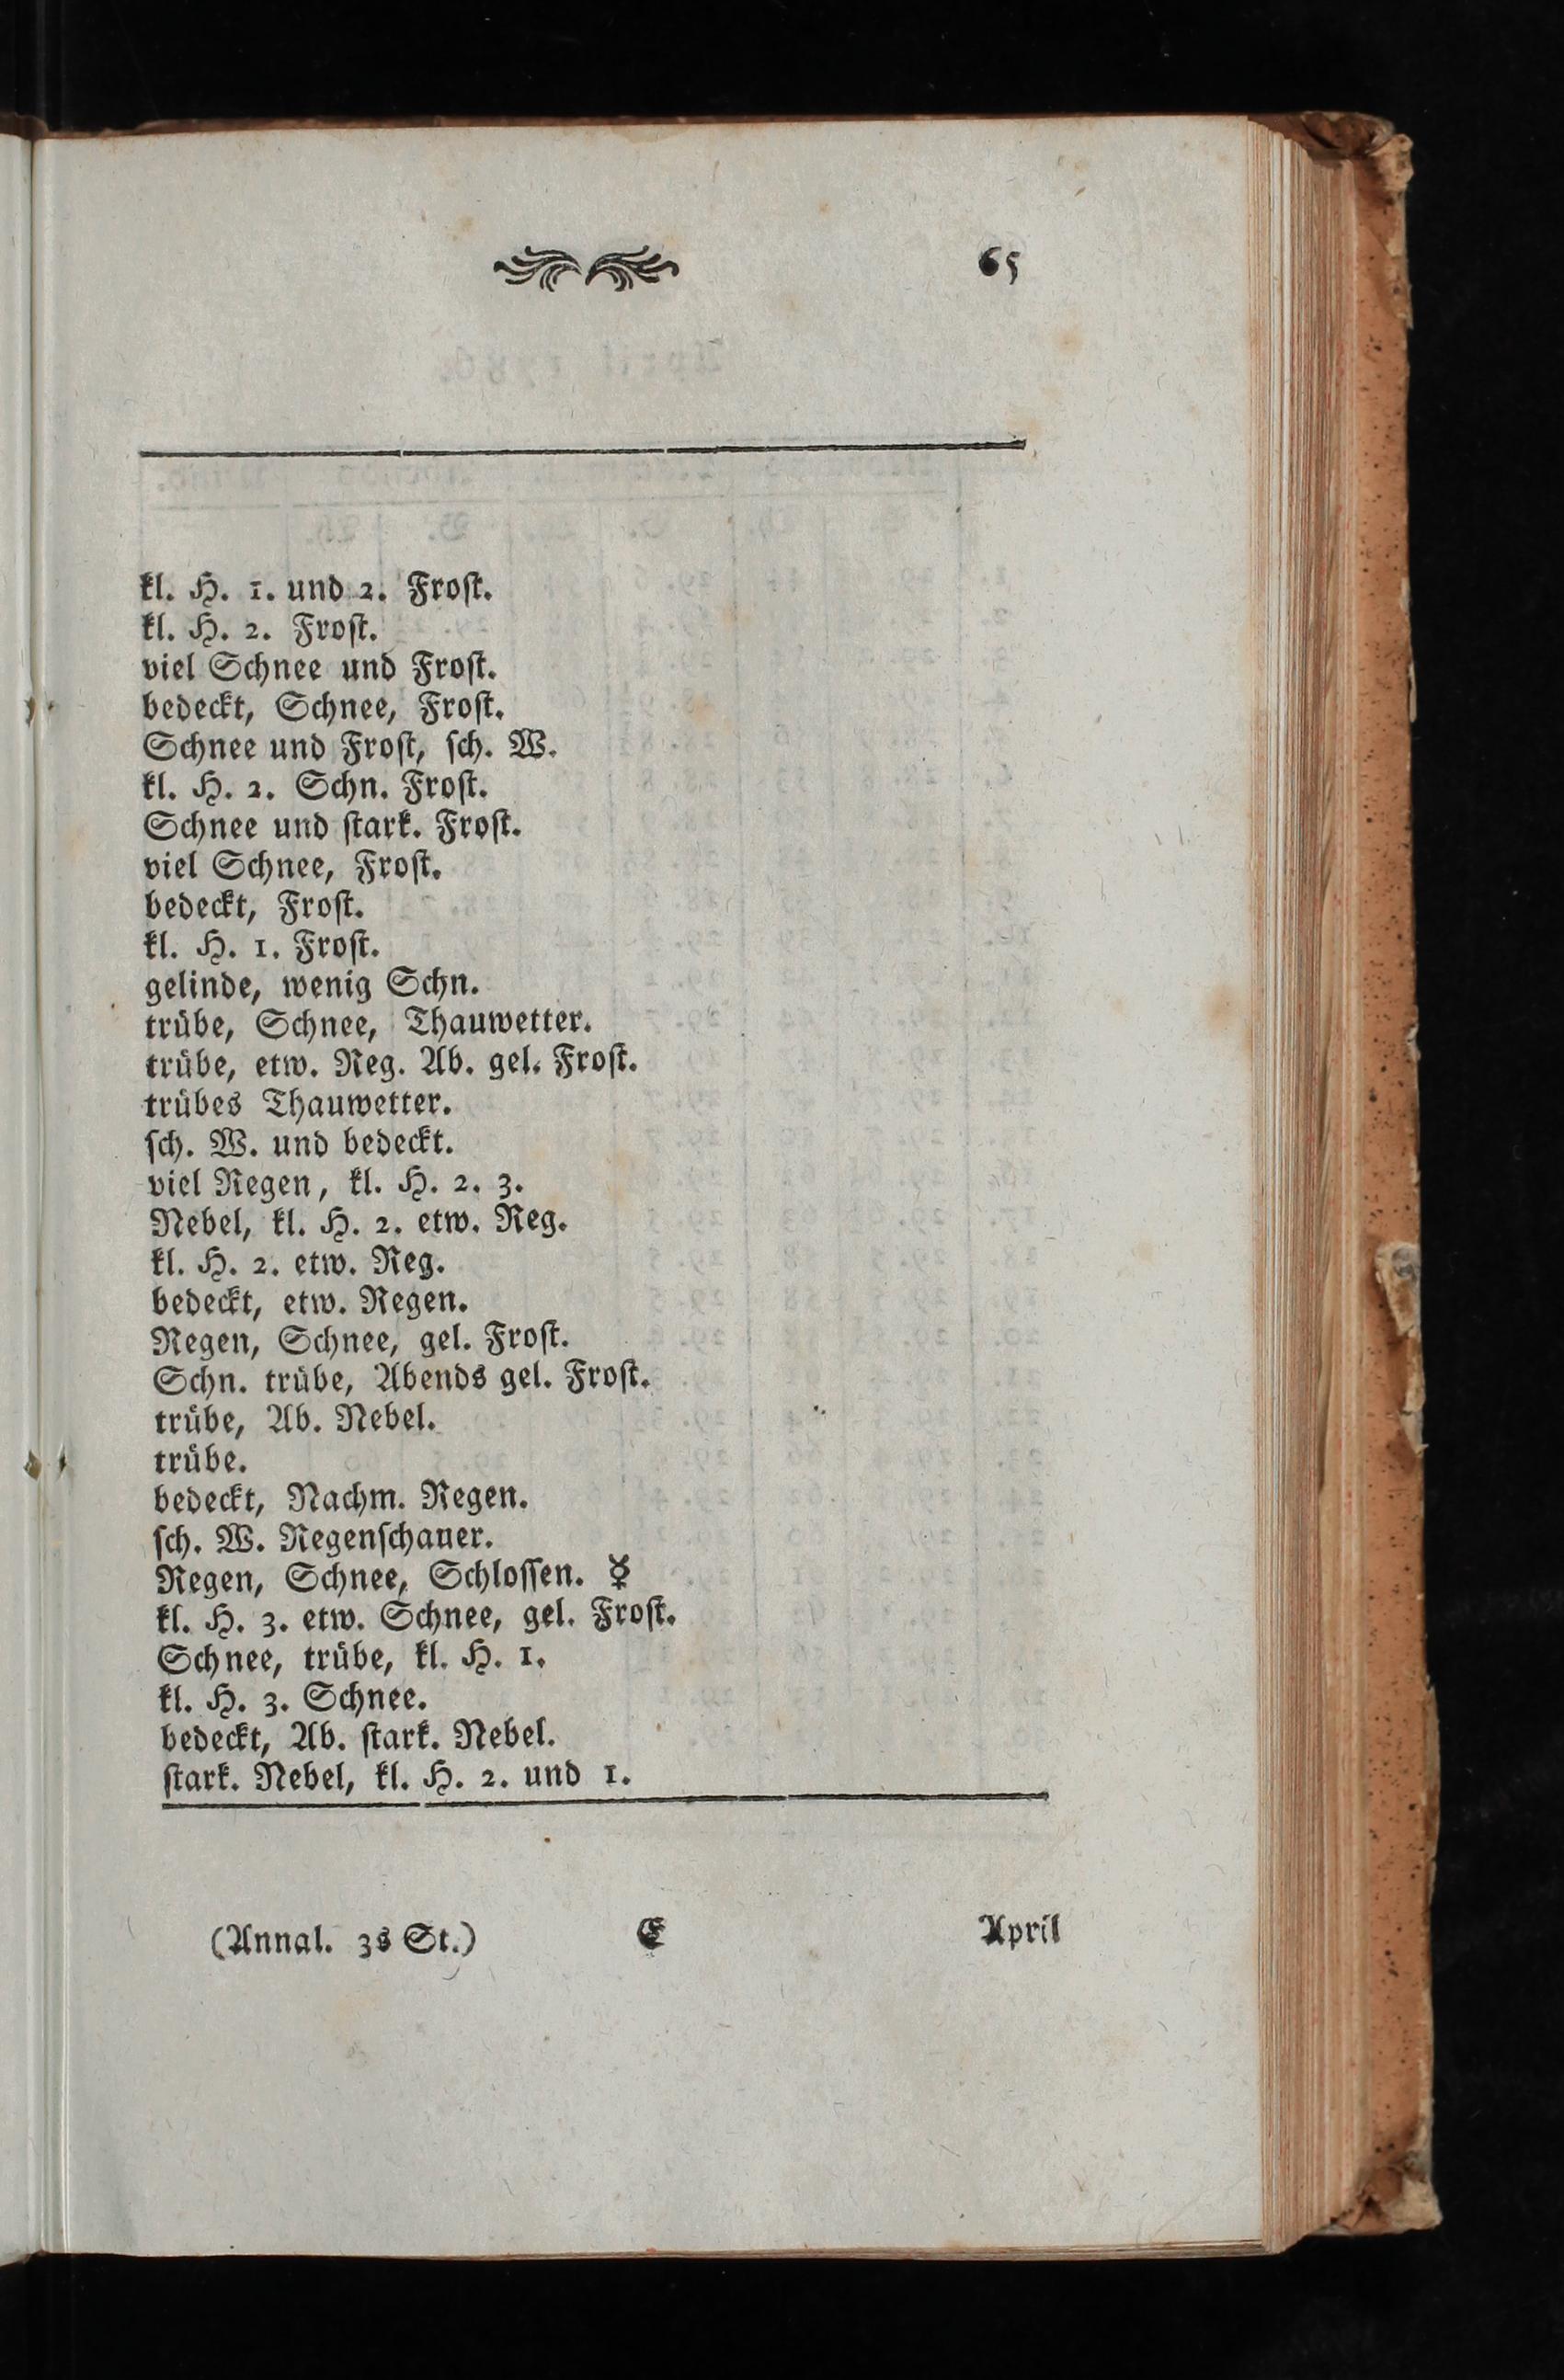 65
kl. H. 1. und 2. Froſt.
kl. H. 2. Froſt.
viel Schnee und Froſt.
bedeckt, Schnee, Froſt.
Schnee und Froſt, ſch. W.
kl. H. 2. Schn. Froſt.
Schnee und ſtark. Froſt.
viel Schnee, Froſt.
bedeckt, Froſt.
kl. H. 1. Froſt.
gelinde, wenig Schn.
trübe, Schnee, Thauwetter.
trübe, etw. Reg. Ab. gel. Froſt.
trübes Thauwetter.
ſch. W. und bedeckt.
viel Regen, kl. H. 2. 3.
Nebel, kl. H. 2. etw. Reg.
kl. H. 2. etw. Reg.
bedeckt, etw. Regen.
Regen, Schnee, gel. Froſt.
Schn. trübe, Abends gel. Froſt.
trübe, Ab. Nebel.
trübe.
bedeckt, Nachm. Regen.
ſch. W. Regenſchauer.
Regen, Schnee, Schloſſen. ☿
kl. H. 3. etw. Schnee, gel. Froſt.
Schnee, trübe, kl. H. 1.
kl. H. 3. Schnee.
bedeckt, Ab. ſtark. Nebel.
ſtark. Nebel, kl. H. 2. und 1.
(Annal. 3s St.) E April